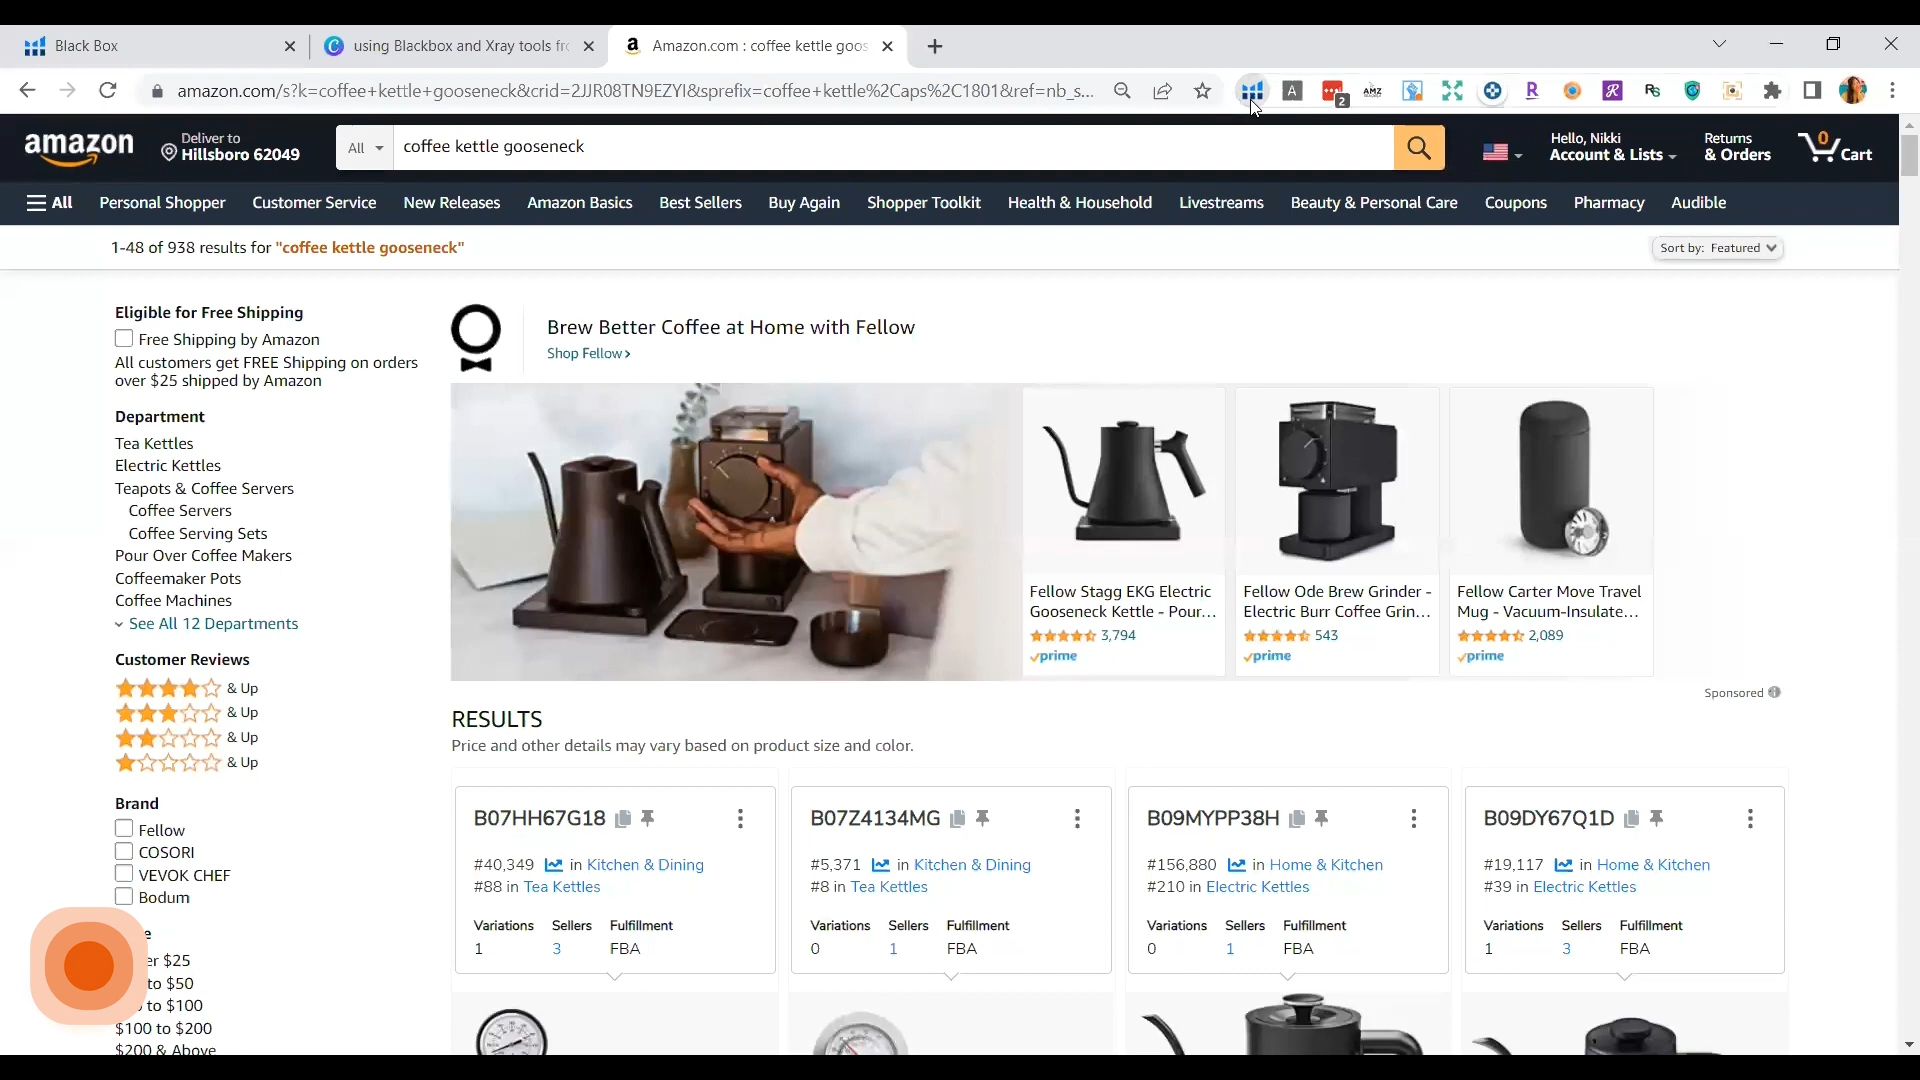 Black Box
using Blackbox and Xray tools fr
Amazon.com : coffee kettle goos
amazon.com/s?k=coffee+kettle+gooseneck&crid=2JJR08TN9EZYI&sprefix=coffee+kettle%2Caps%2C1801&ref=nb_s...
A
2
AMZ
R
R
RS
amazon
Deliver to
Hillsboro 62049
All
coffee kettle gooseneck
Hello, Nikki
Account & Lists
Returns
& Orders
0
Cart
All
Personal Shopper
Customer Service
New Releases
Amazon Basics
Best Sellers
Buy Again
Shopper Toolkit
Health & Household
Livestreams
Beauty & Personal Care
Coupons
Pharmacy
Audible
1-48 of 938 results for "coffee kettle gooseneck"
Sort by: Featured
Eligible for Free Shipping
Free Shipping by Amazon
All customers get FREE Shipping on orders
over $25 shipped by Amazon
Department
Tea Kettles
Electric Kettles
Teapots & Coffee Servers
Coffee Servers
Coffee Serving Sets
Pour Over Coffee Makers
Coffeemaker Pots
Coffee Machines
See All 12 Departments
Customer Reviews
& Up
& Up
& Up
& Up
Brand
Fellow
COSORI
VEVOK CHEF
Bodum
e
er $25
to $50
to $100
$100 to $200
$200 & Above
Brew Better Coffee at Home with Fellow
Shop Fellow ›
Fellow Stagg EKG Electric
Gooseneck Kettle - Pour...
3,794
prime
Fellow Ode Brew Grinder -
Electric Burr Coffee Grin...
543
prime
Fellow Carter Move Travel
Mug - Vacuum-Insulate...
2,089
prime
Sponsored
RESULTS
Price and other details may vary based on product size and color.
B07HH67G18
#40,349 in Kitchen & Dining
#88 in Tea Kettles
Variations Sellers Fulfillment
1 3 FBA
B07Z4134MG
#5,371 in Kitchen & Dining
#8 in Tea Kettles
Variations Sellers Fulfillment
0 1 FBA
B09MYPP38H
#156,880 in Home & Kitchen
#210 in Electric Kettles
Variations Sellers Fulfillment
0 1 FBA
B09DY67Q1D
#19,117 in Home & Kitchen
#39 in Electric Kettles
Variations Sellers Fulfillment
1 3 FBA